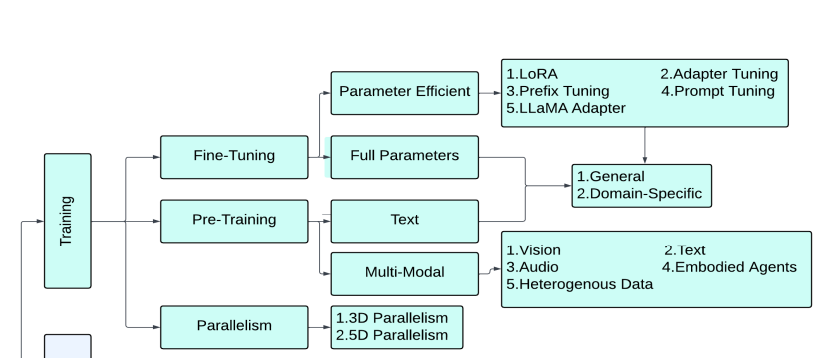 Training
Fine-Tuning
Pre-Training
Parallelism
Parameter Efficient
Full Parameters
Text
Multi-Modal
1.3D Parallelism
2.5D Parallelism
1.LoRA 2.Adapter Tuning
3.Prefix Tuning 4.Prompt Tuning
5.LLaMA Adapter
1.General
2.Domain-Specific
1.Vision 2.Text
3.Audio 4.Embodied Agents
5.Heterogenous Data